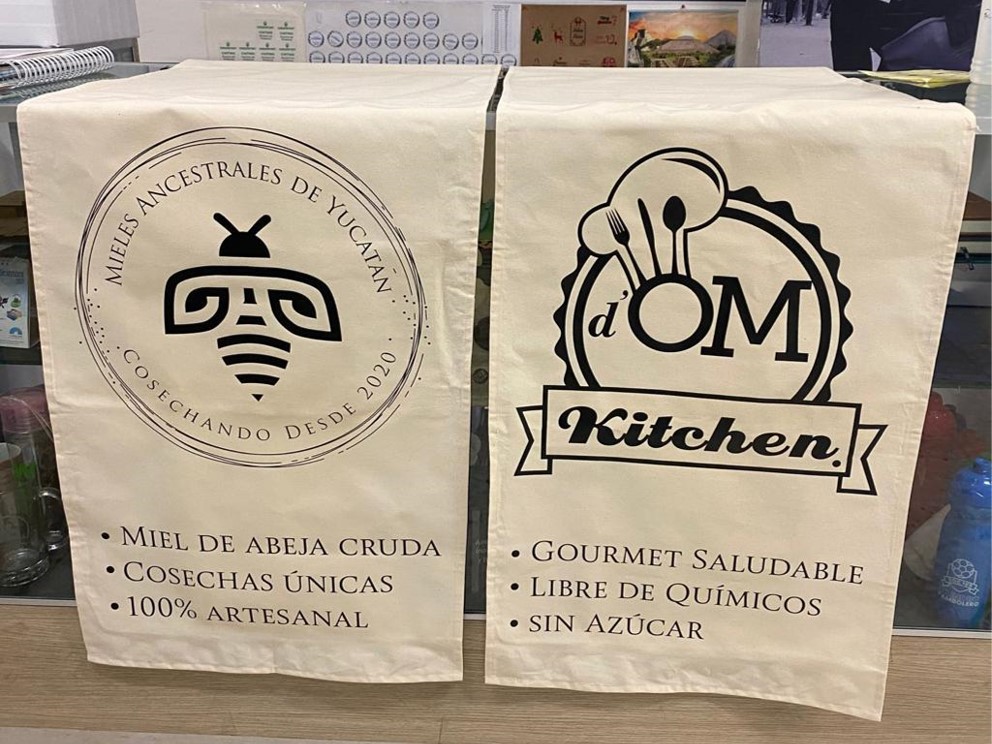 MIELES ANCESTRALES DE YUCATÁN
COSECHANDO DESDE 2020
• MIEL DE ABEJA CRUDA
• COSECHAS ÚNICAS
• 100% ARTESANAL
d'OM
Kitchen.
• GOURMET SALUDABLE
• LIBRE DE QUÍMICOS
• SIN AZÚCAR